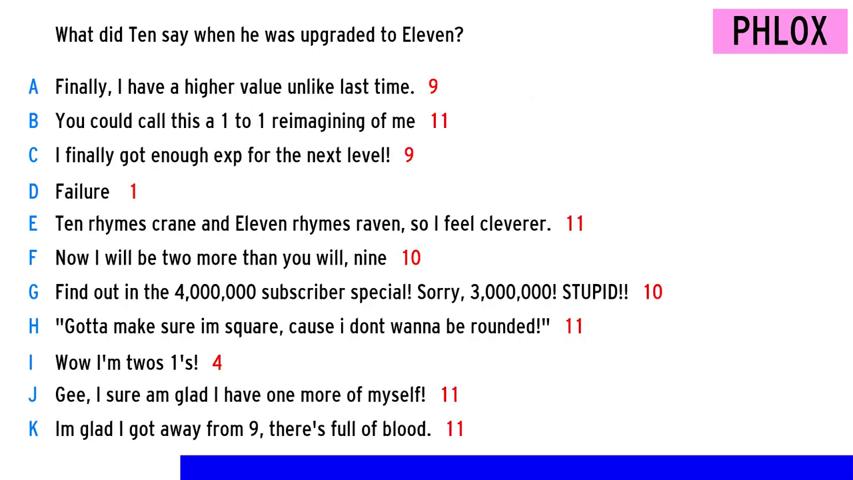 What did Ten say when he was upgraded to Eleven?
PHLOX
A Finally, I have a higher value unlike last time. 9
B You could call this a 1 to 1 reimagining of me 11
C I finally got enough exp for the next level! 9
D Failure 1
E Ten rhymes crane and Eleven rhymes raven, so I feel cleverer. 11
F Now I will be two more than you will, nine 10
G Find out in the 4,000,000 subscriber special! Sorry, 3,000,000! STUPID!! 10
H "Gotta make sure im square, cause i dont wanna be rounded!" 11
I Wow I'm twos 1's! 4
J Gee, I sure am glad I have one more of myself! 11
K Im glad I got away from 9, there's full of blood. 11